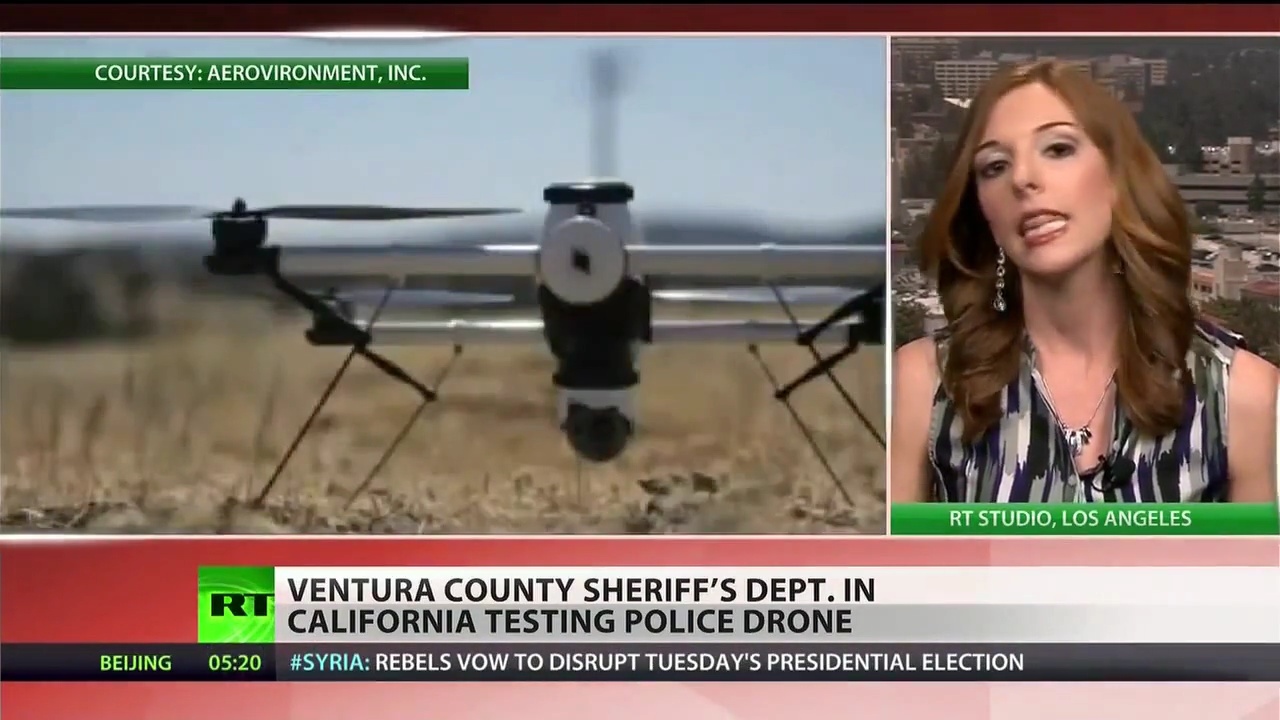 COURTESY: AEROVIRONMENT, INC.
RT STUDIO, LOS ANGELES
RT
VENTURA COUNTY SHERIFF'S DEPT. IN
CALIFORNIA TESTING POLICE DRONE
BEIJING 05:20 #SYRIA: REBELS VOW TO DISRUPT TUESDAY'S PRESIDENTIAL ELECTION